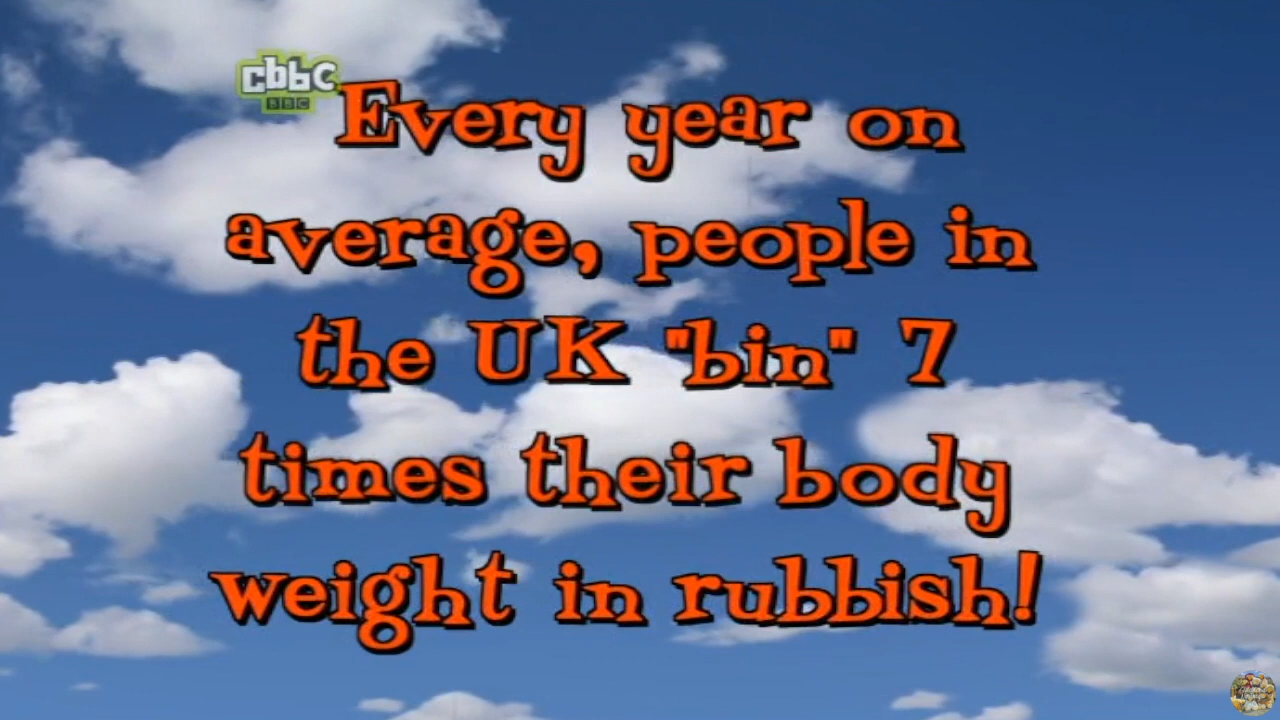 cbbc
BBC
Every year on
average, people in
the UK "bin" 7
times their body
weight in rubbish!